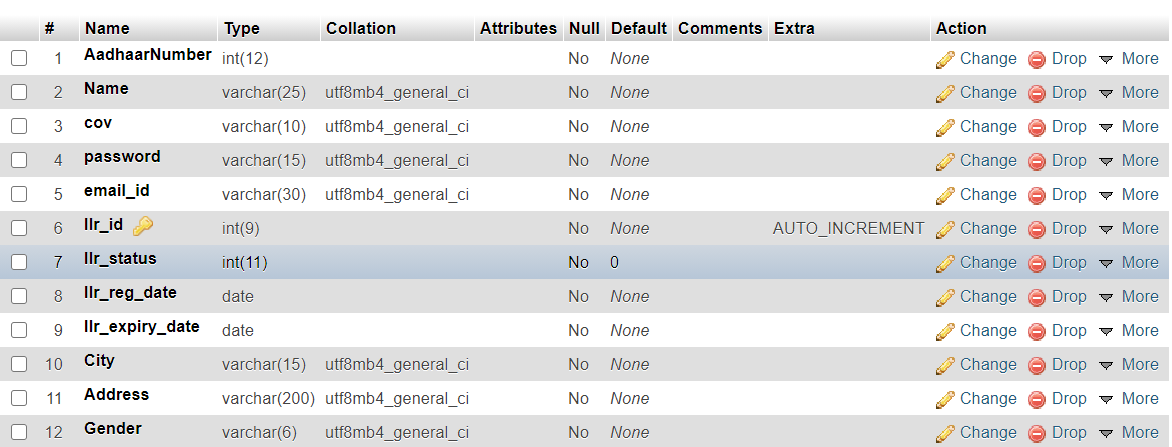 # Name Type Collation Attributes Null Default Comments Extra Action
1 AadhaarNumber int(12) No None Change Drop More
2 Name varchar(25) utf8mb4_general_ci No None Change Drop More
3 cov varchar(10) utf8mb4_general_ci No None Change Drop More
4 password varchar(15) utf8mb4_general_ci No None Change Drop More
5 email_id varchar(30) utf8mb4_general_ci No None Change Drop More
6 llr_id int(9) No None AUTO_INCREMENT Change Drop More
7 llr_status int(11) No 0 Change Drop More
8 llr_reg_date date No None Change Drop More
9 llr_expiry_date date No None Change Drop More
10 City varchar(15) utf8mb4_general_ci No None Change Drop More
11 Address varchar(200) utf8mb4_general_ci No None Change Drop More
12 Gender varchar(6) utf8mb4_general_ci No None Change Drop More